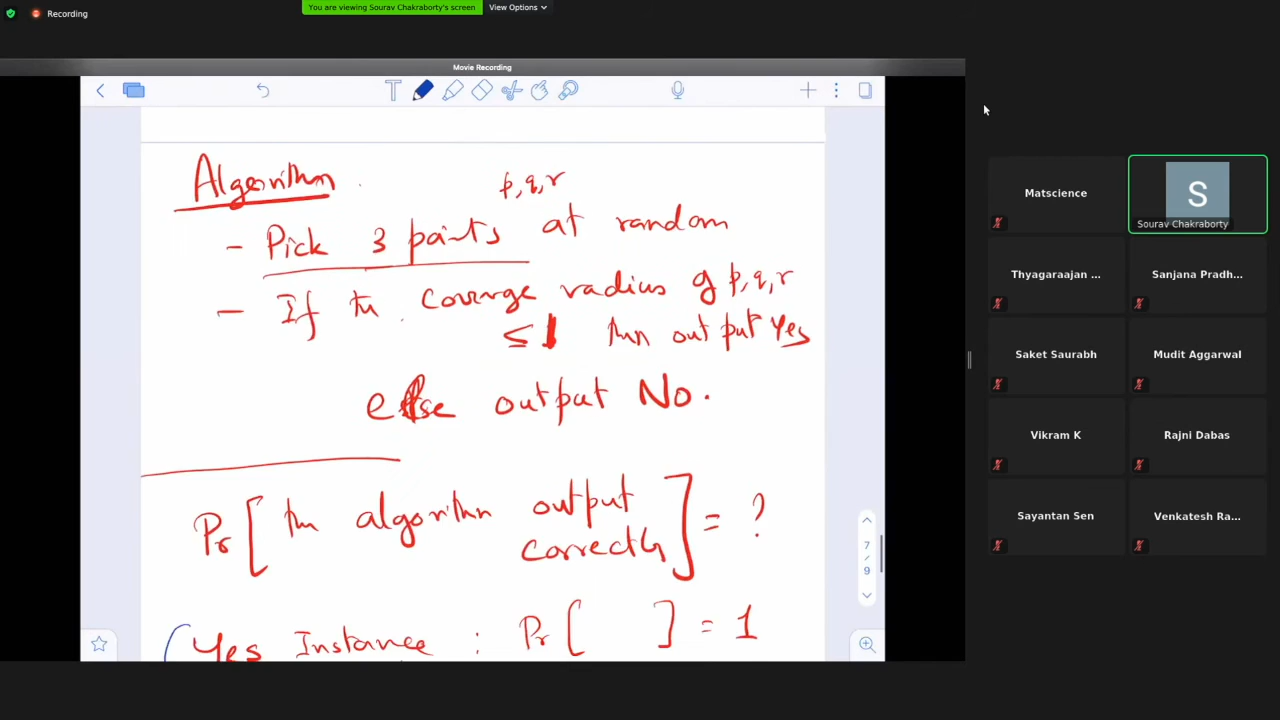 Recording
You are viewing Sourav Chakraborty's screen
View Options
Movie Recording
Algorithm
p,q,r
- Pick 3 points at random
- If the coverage radius of p,q,r
≤ 1 then output Yes
else output No.
Pr[the algorithm output
correctly] = ?
Yes Instance : Pr[ ] = 1
7
/
9
Matscience
S
Sourav Chakraborty
Thyagaraajan ...
Sanjana Pradh...
Saket Saurabh
Mudit Aggarwal
Vikram K
Rajni Dabas
Sayantan Sen
Venkatesh Ra...